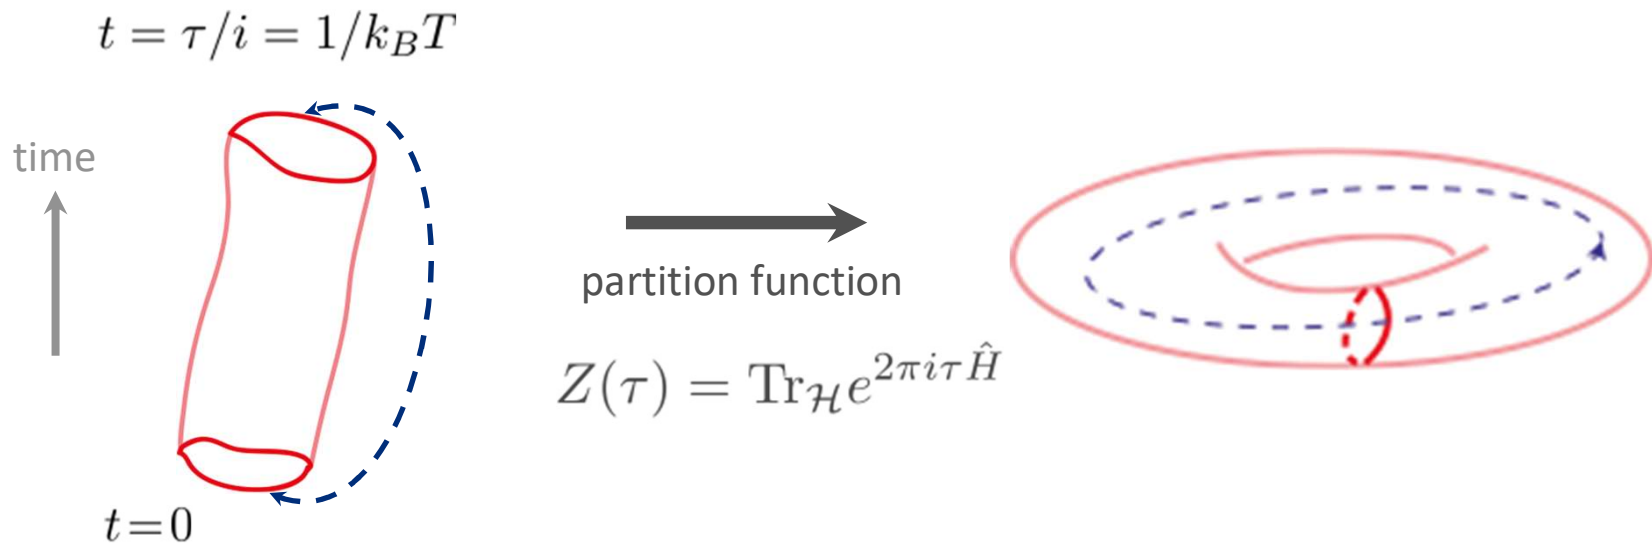 t = τ/i = 1/k_BT
time
t=0
partition function
Z(τ) = Tr_ℋ e^{2πiτĤ}